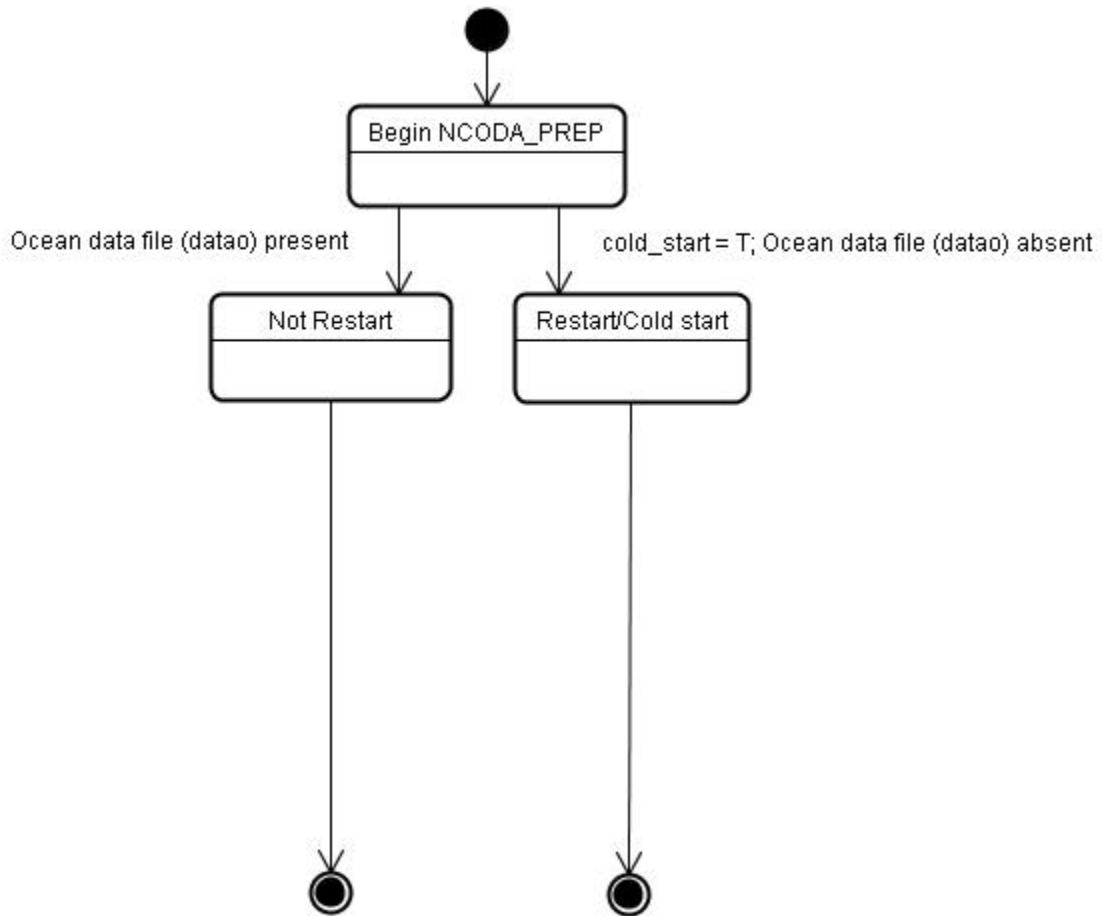 Begin NCODA_PREP
Ocean data file (datao) present
cold_start = T; Ocean data file (datao) absent
Not Restart
Restart/Cold start